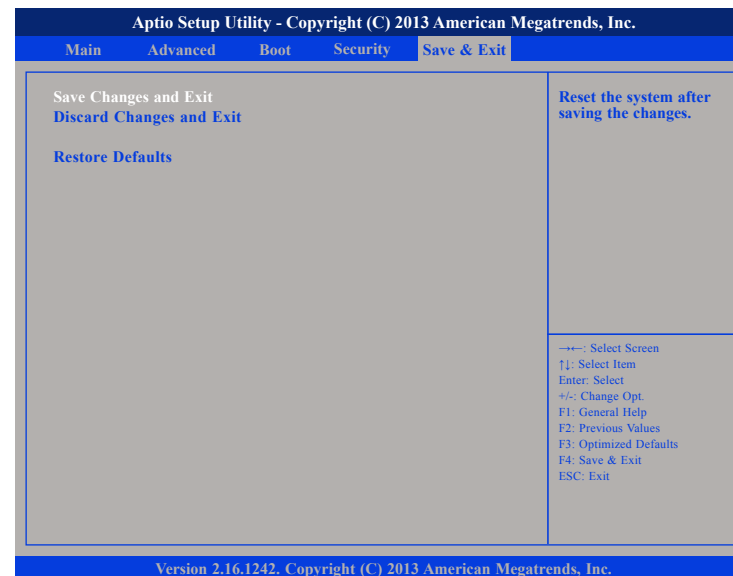 Aptio Setup Utility - Copyright (C) 2013 American Megatrends, Inc.
Main Advanced Boot Security Save & Exit
Save Changes and Exit
Discard Changes and Exit
Restore Defaults
Reset the system after
saving the changes.
→←: Select Screen
↑↓: Select Item
Enter: Select
+/-: Change Opt.
F1: General Help
F2: Previous Values
F3: Optimized Defaults
F4: Save & Exit
ESC: Exit
Version 2.16.1242. Copyright (C) 2013 American Megatrends, Inc.